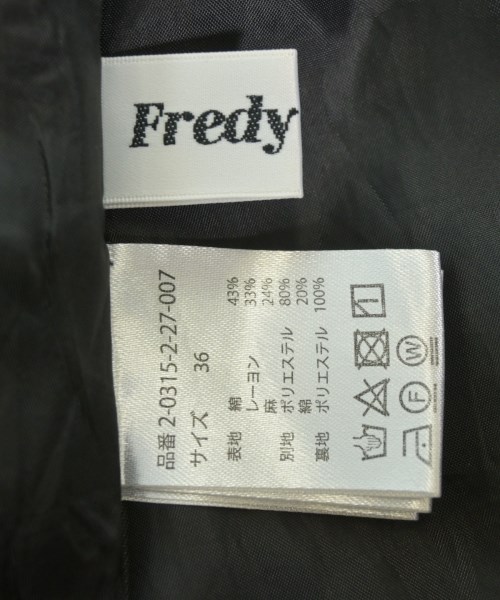 Fredy
品番 2-0315-2-27-007
サイズ 36
表地 綿 43%
レーヨン 33%
麻 24%
別地 ポリエステル 80%
綿 20%
裏地 ポリエステル 100%
F W